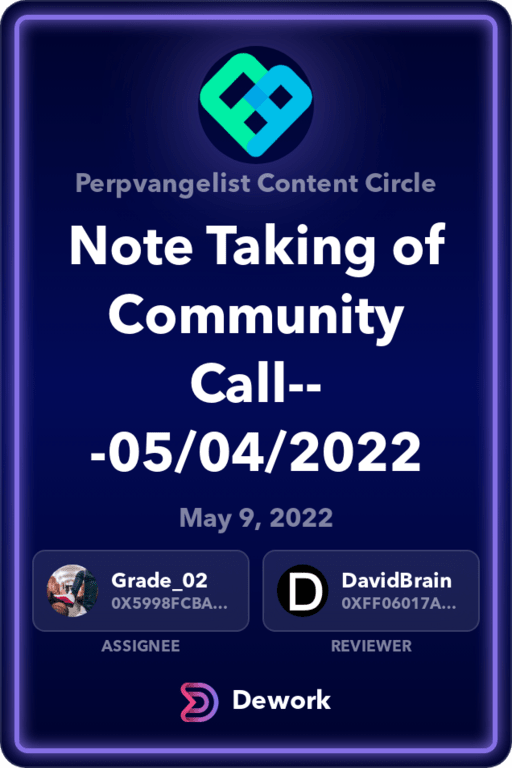 Perpvangelist Content Circle
Note Taking of
Community
Call--
-05/04/2022
May 9, 2022
Grade_02
0X5998FCBA...
ASSIGNEE
D
DavidBrain
0XFF06017A...
REVIEWER
Dework